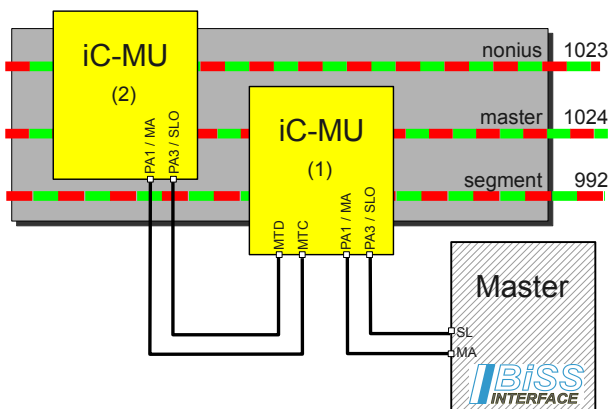 iC-MU
(2)
PA1 / MA
PA3 / SLO
nonius 1023
iC-MU
(1)
master 1024
segment 992
MTD
MTC
PA1 / MA
PA3 / SLO
Master
SL
MA
BiSS
INTERFACE